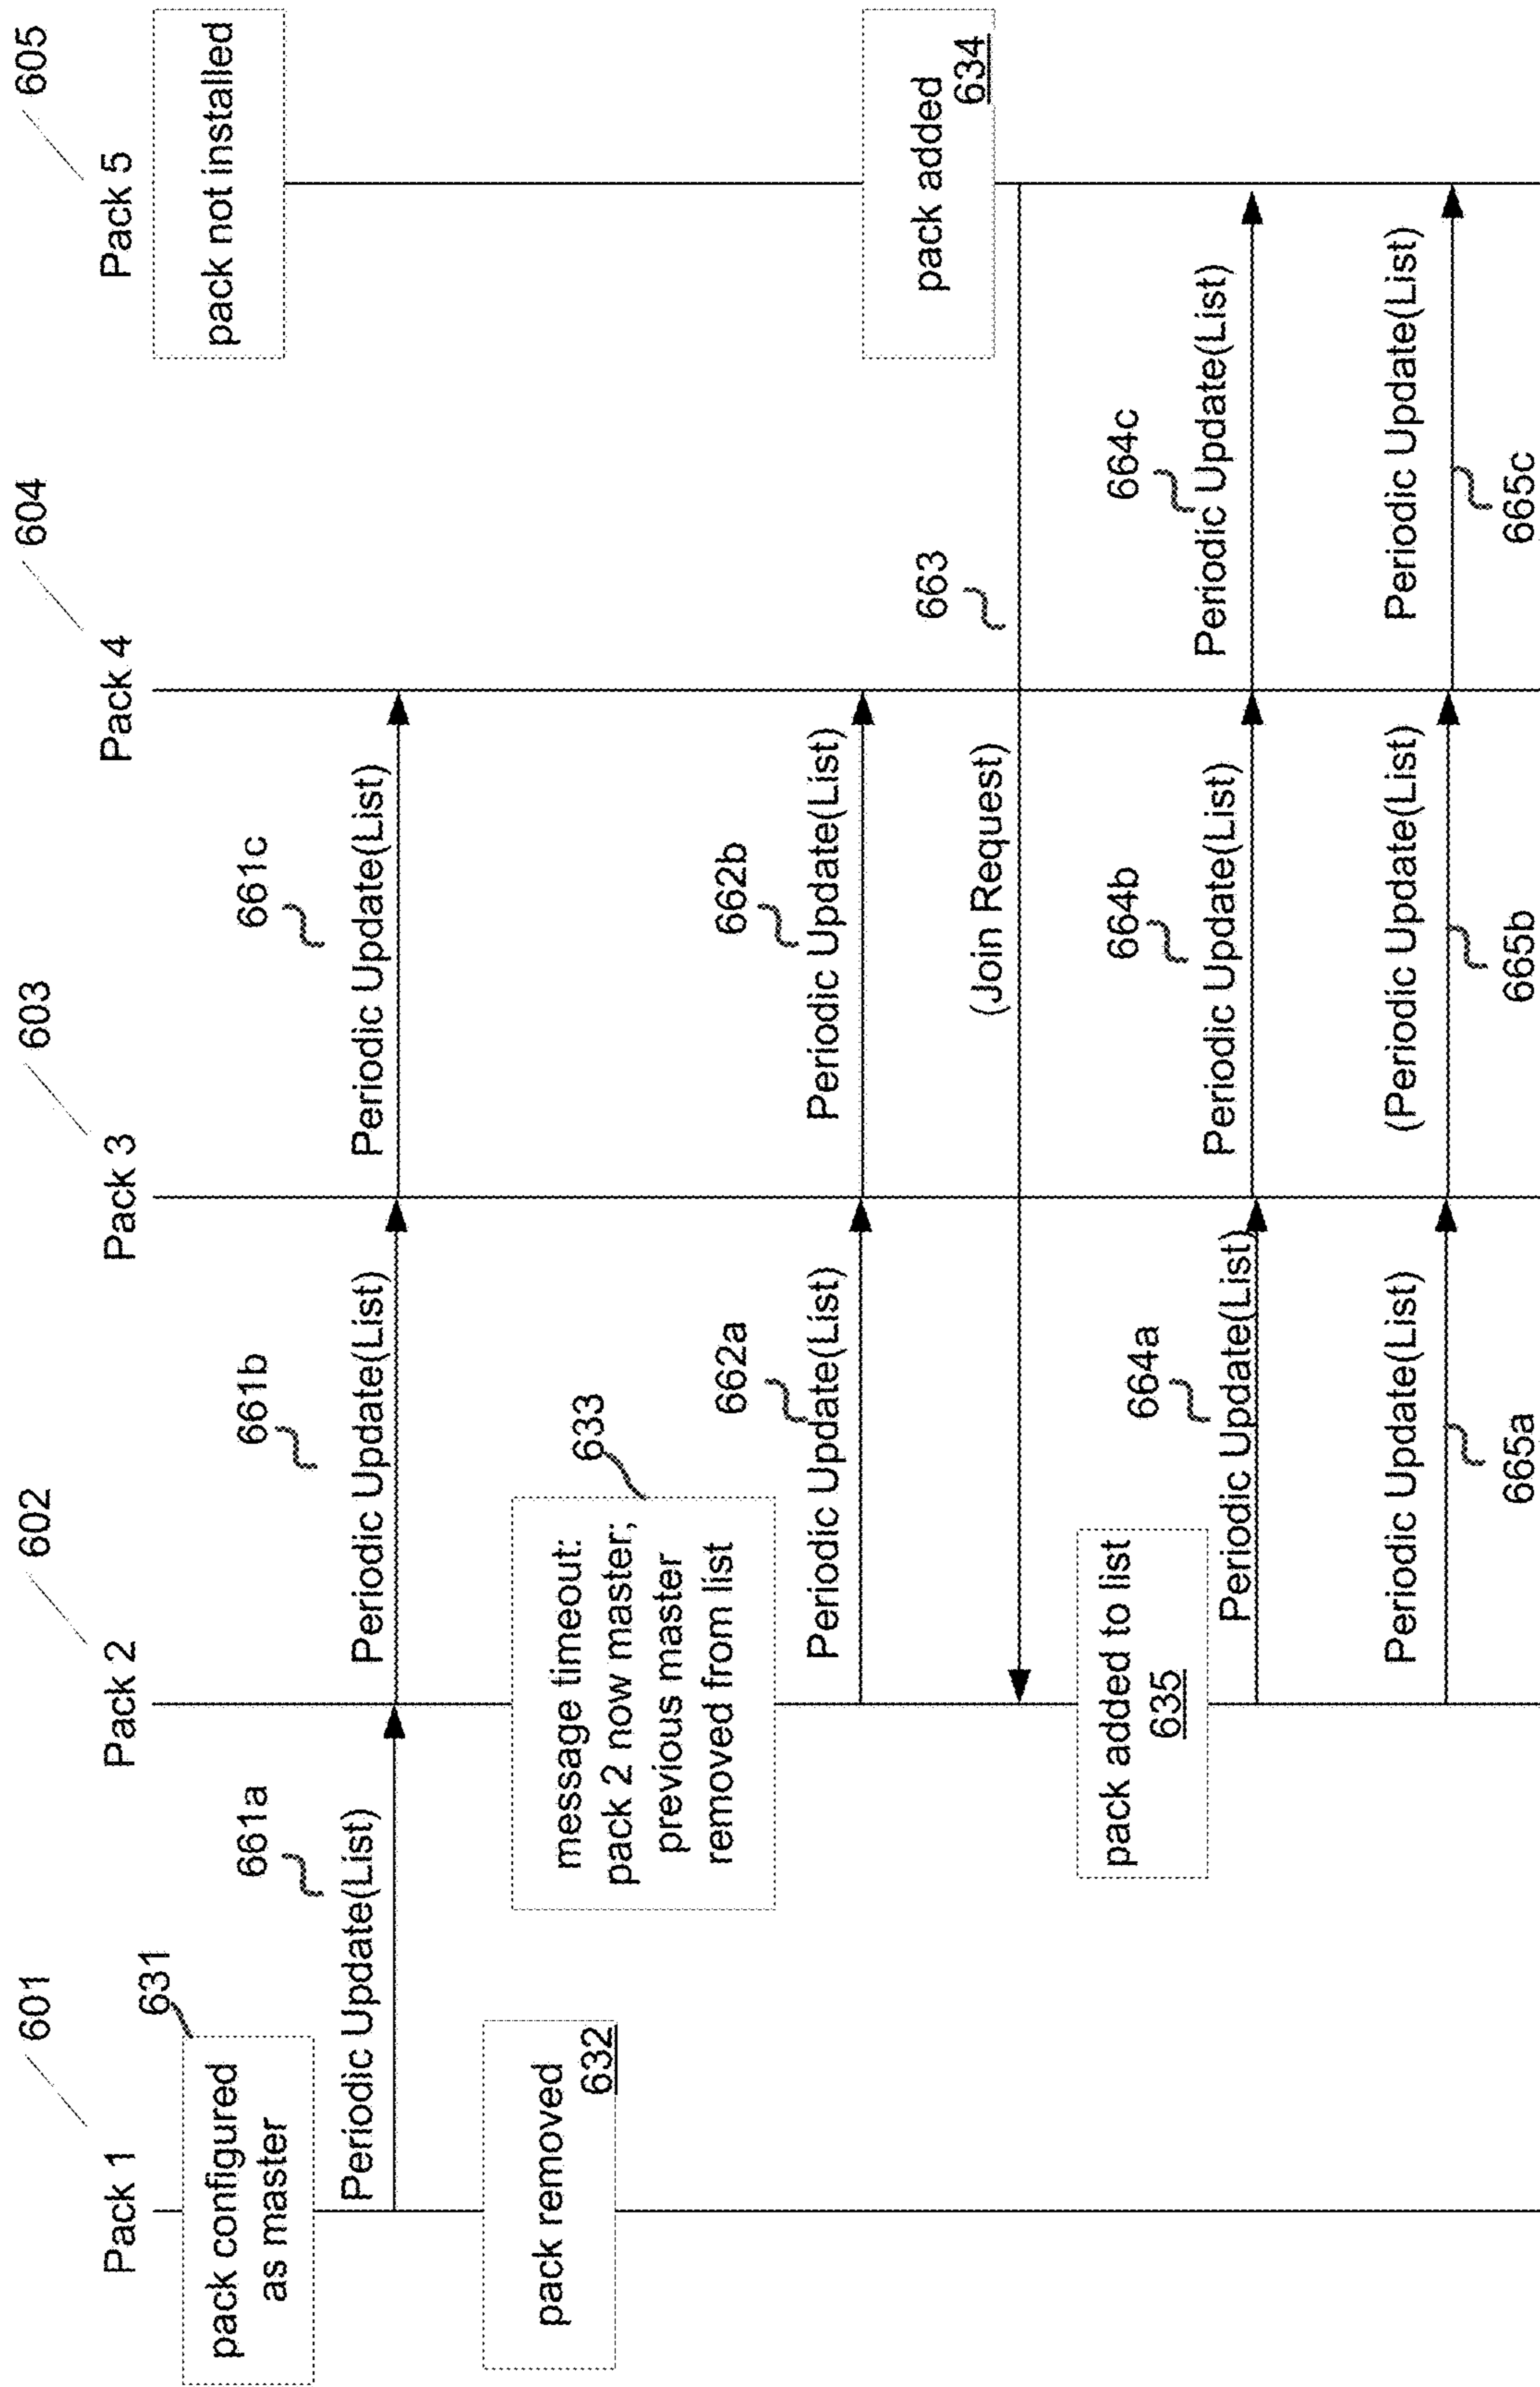 601
602
603
604
605
Pack 1
Pack 2
Pack 3
Pack 4
Pack 5
631
pack configured
as master
pack not installed
661a
661b
661c
Periodic Update(List)
Periodic Update(List)
Periodic Update(List)
pack removed
632
633
message timeout:
pack 2 now master;
previous master
removed from list
662a
662b
Periodic Update(List)
Periodic Update(List)
pack added
634
663
(Join Request)
pack added to list
635
664a
664b
664c
Periodic Update(List)
Periodic Update(List)
Periodic Update(List)
Periodic Update(List)
(Periodic Update(List)
Periodic Update(List)
665a
665b
665c